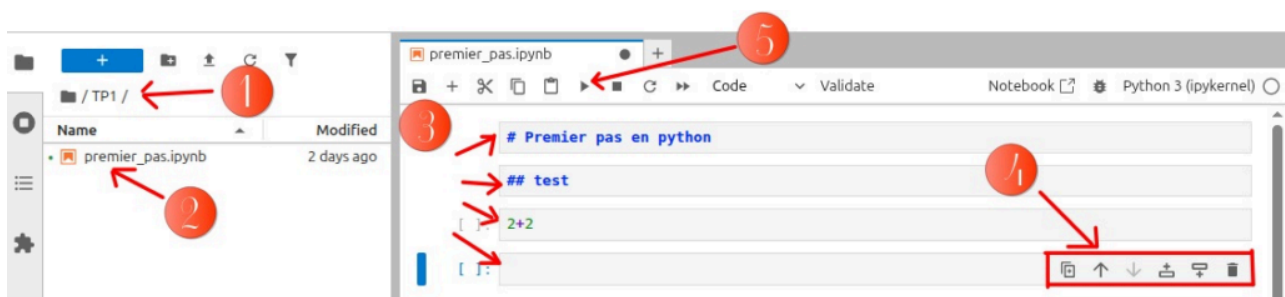 +
/ TP1 /
Name Modified
premier_pas.ipynb 2 days ago
1
2
premier_pas.ipynb
Code Validate Notebook Python 3 (ipykernel)
5
3
# Premier pas en python
## test
4
[ ]: 2+2
[ ]: